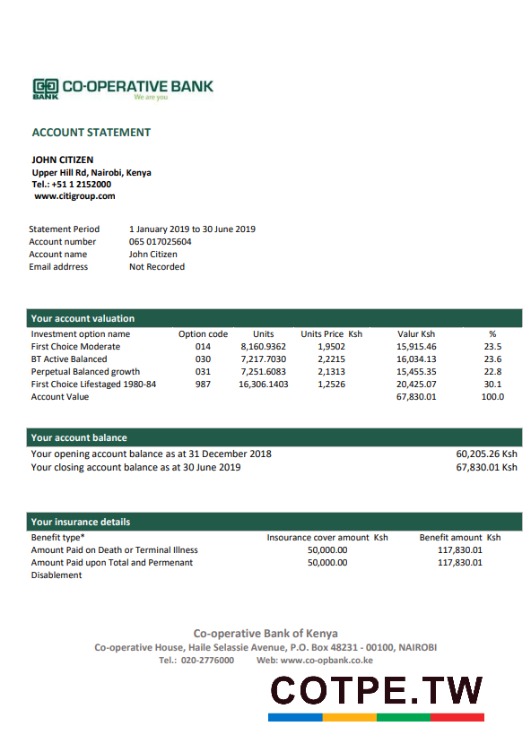 CO-OPERATIVE BANK
BANK We are you
ACCOUNT STATEMENT
JOHN CITIZEN
Upper Hill Rd, Nairobi, Kenya
Tel.: +51 1 2152000
www.citigroup.com
Statement Period 1 January 2019 to 30 June 2019
Account number 065 017025604
Account name John Citizen
Email addrress Not Recorded
Your account valuation
Investment option name Option code Units Units Price Ksh Valur Ksh %
First Choice Moderate 014 8,160.9362 1,9502 15,915.46 23.5
BT Active Balanced 030 7,217.7030 2,2215 16,034.13 23.6
Perpetual Balanced growth 031 7,251.6083 2,1313 15,455.35 22.8
First Choice Lifestaged 1980-84 987 16,306.1403 1,2526 20,425.07 30.1
Account Value 67,830.01 100.0
Your account balance
Your opening account balance as at 31 December 2018 60,205.26 Ksh
Your closing account balance as at 30 June 2019 67,830.01 Ksh
Your insurance details
Benefit type* Insourance cover amount Ksh Benefit amount Ksh
Amount Paid on Death or Terminal Illness 50,000.00 117,830.01
Amount Paid upon Total and Permenant 50,000.00 117,830.01
Disablement
Co-operative Bank of Kenya
Co-operative House, Haile Selassie Avenue, P.O. Box 48231 - 00100, NAIROBI
Tel.: 020-2776000 Web: www.co-opbank.co.ke
COTPE.TW